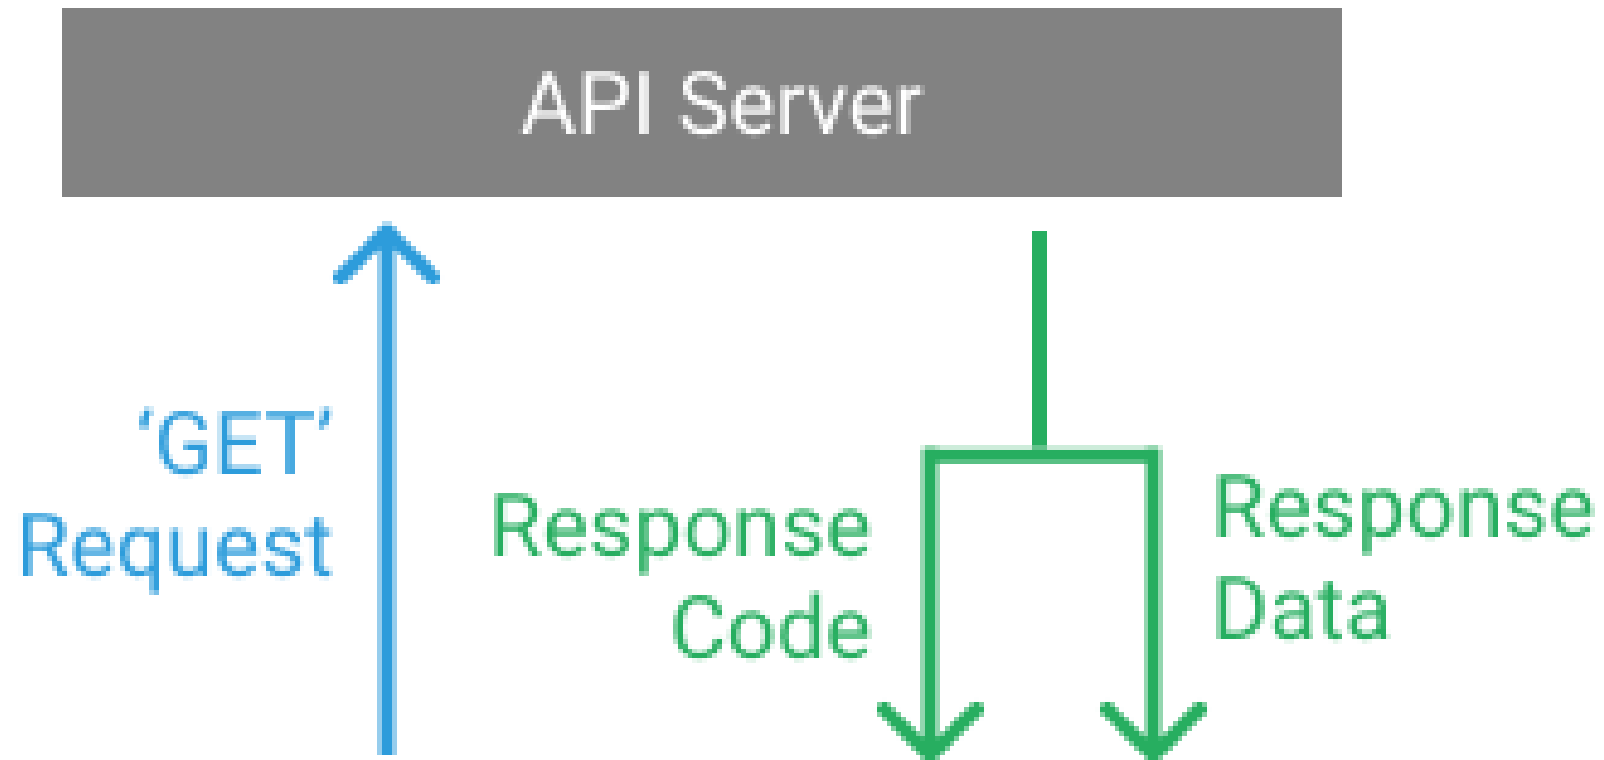 API Server
‘GET’
Request
Response
Code
Response
Data